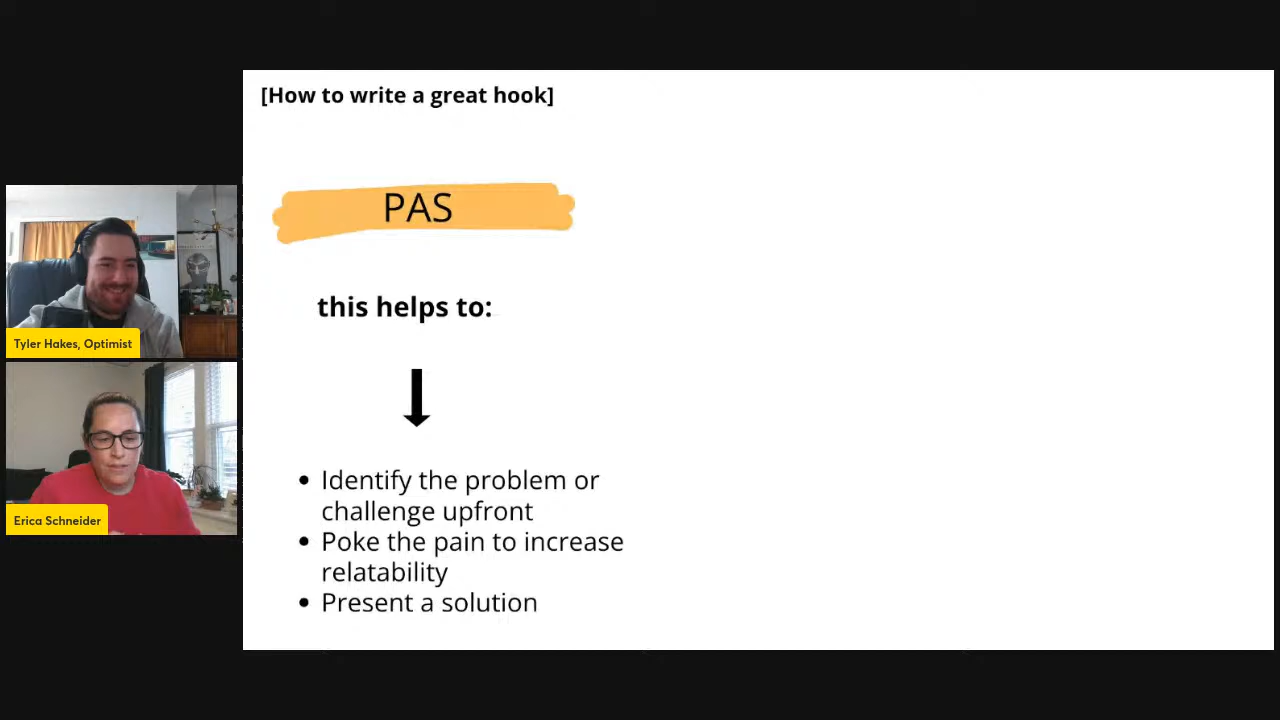 [How to write a great hook]
PAS
this helps to:
• Identify the problem or
challenge upfront
• Poke the pain to increase
relatability
• Present a solution
Tyler Hakes, Optimist
Erica Schneider